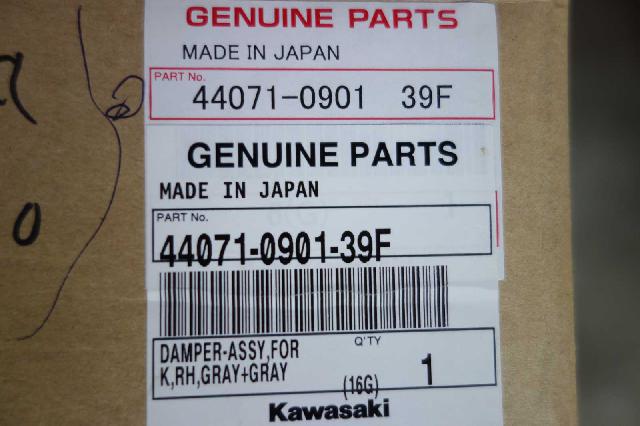 GENUINE PARTS
MADE IN JAPAN
PART No.
44071-0901 39F
GENUINE PARTS
MADE IN JAPAN
PART No.
44071-0901-39F
DAMPER-ASSY,FOR
K,RH,GRAY+GRAY
(16G)
Q'TY
1
Kawasaki
0